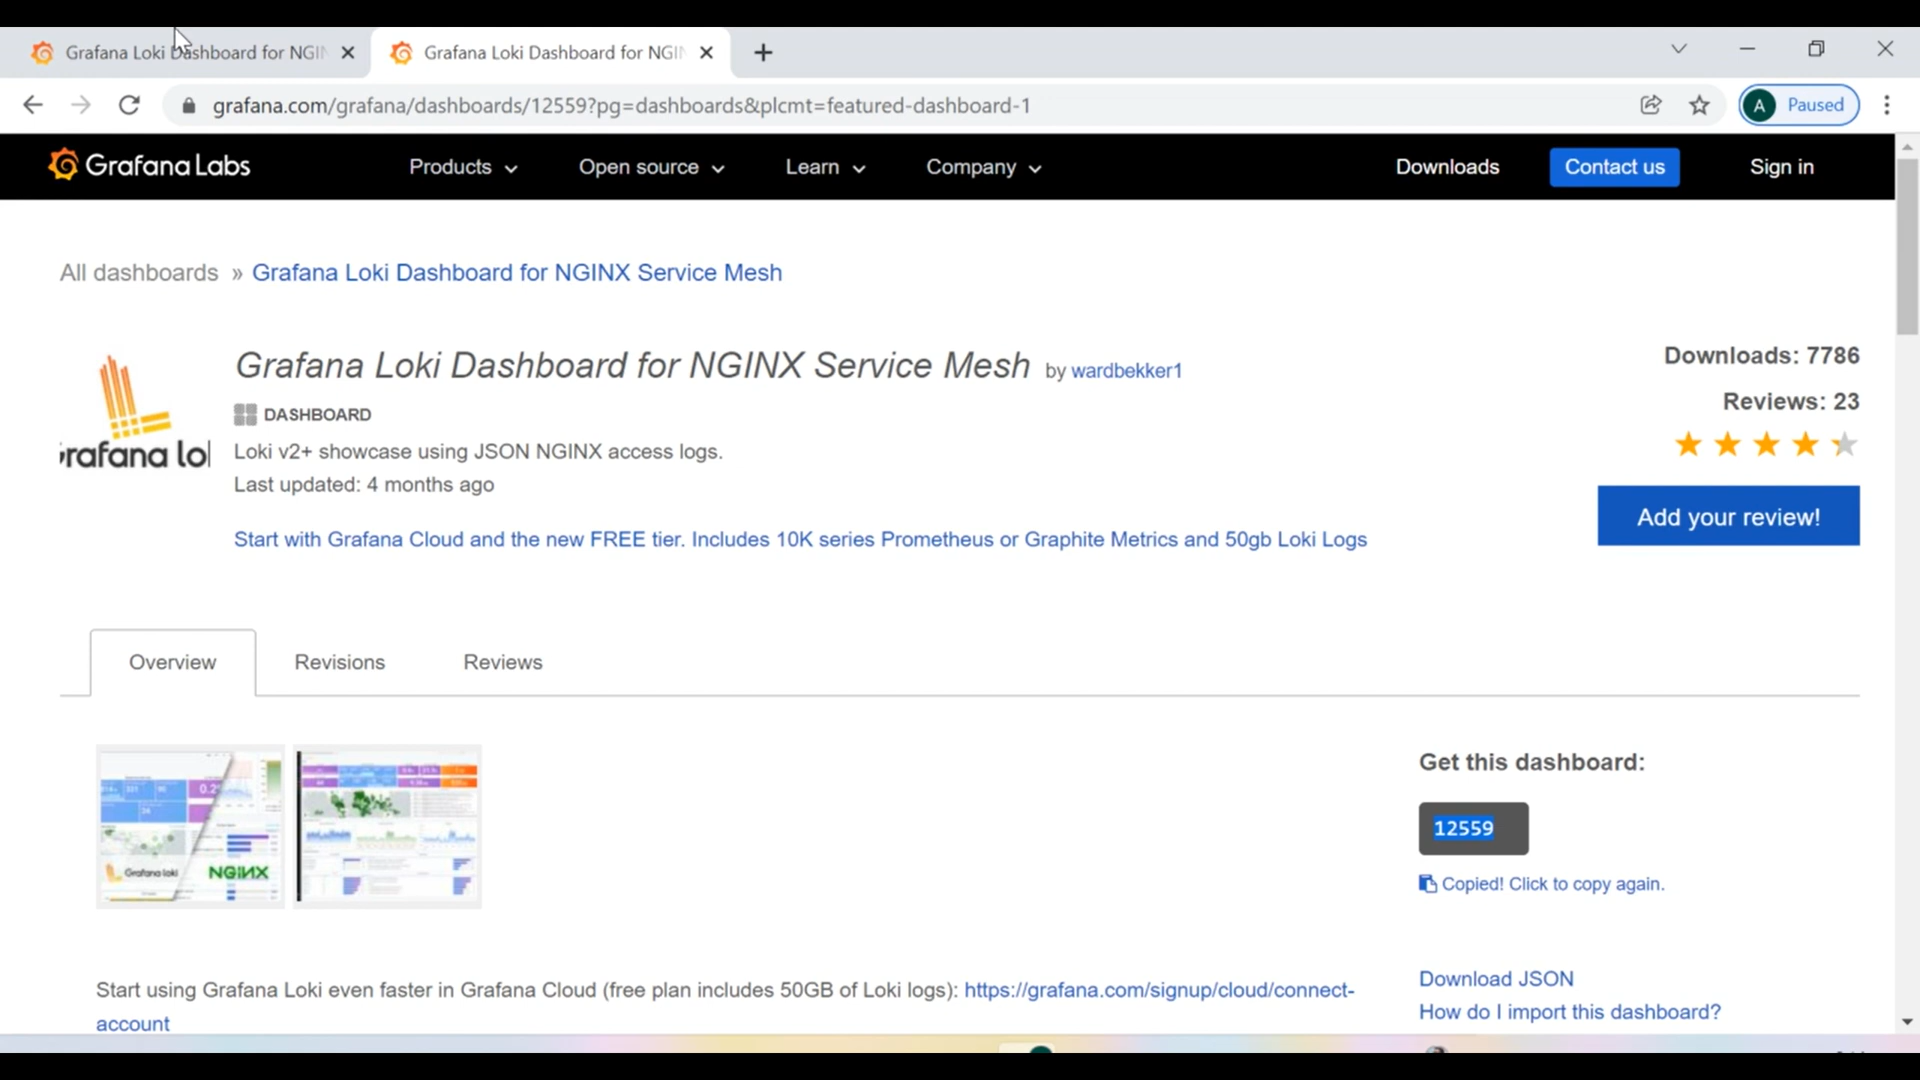 Grafana Loki Dashboard for NGIN
Grafana Loki Dashboard for NGIN
grafana.com/grafana/dashboards/12559?pg=dashboards&plcmt=featured-dashboard-1
A Paused
Grafana Labs
Products
Open source
Learn
Company
Downloads
Contact us
Sign in
All dashboards » Grafana Loki Dashboard for NGINX Service Mesh
rafana lo
Grafana Loki Dashboard for NGINX Service Mesh by wardbekker1
DASHBOARD
Loki v2+ showcase using JSON NGINX access logs.
Last updated: 4 months ago
Start with Grafana Cloud and the new FREE tier. Includes 10K series Prometheus or Graphite Metrics and 50gb Loki Logs
Downloads: 7786
Reviews: 23
Add your review!
Overview
Revisions
Reviews
Grafana loki
NGINX
Get this dashboard:
12559
Copied! Click to copy again.
Download JSON
How do I import this dashboard?
Start using Grafana Loki even faster in Grafana Cloud (free plan includes 50GB of Loki logs): https://grafana.com/signup/cloud/connect-
account